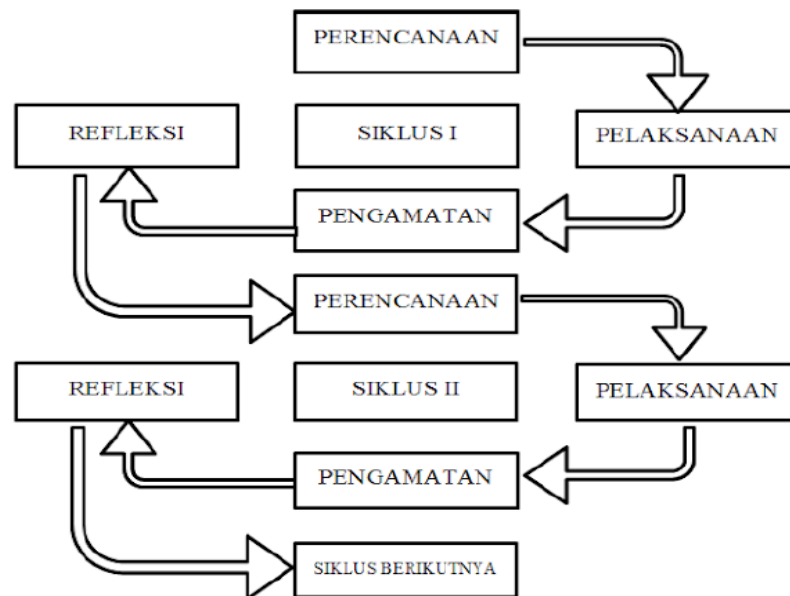 PERENCANAAN
REFLEKSI
SIKLUS I
PELAKSANAAN
PENGAMATAN
PERENCANAAN
REFLEKSI
SIKLUS II
PELAKSANAAN
PENGAMATAN
SIKLUS BERIKUTNYA